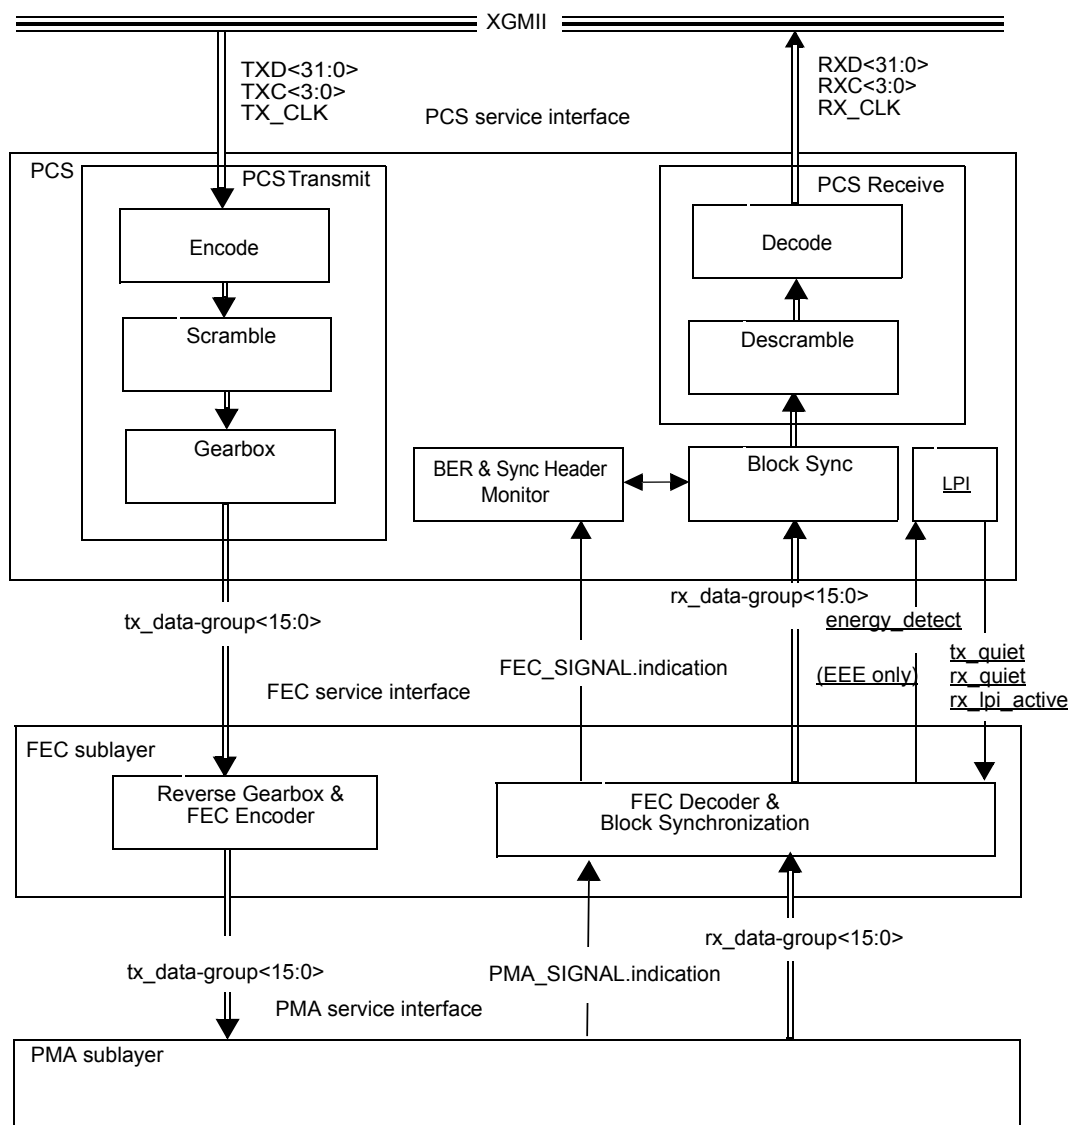 XGMII
TXD<31:0>
TXC<3:0>
TX_CLK
RXD<31:0>
RXC<3:0>
RX_CLK
PCS service interface
PCS
PCS Transmit
PCS Receive
Encode
Decode
Scramble
Descramble
Gearbox
BER & Sync Header
Monitor
Block Sync
LPI
tx_data-group<15:0>
rx_data-group<15:0>
energy_detect
FEC_SIGNAL.indication
(EEE only)
tx_quiet
rx_quiet
rx_lpi_active
FEC service interface
FEC sublayer
Reverse Gearbox &
FEC Encoder
FEC Decoder &
Block Synchronization
rx_data-group<15:0>
tx_data-group<15:0>
PMA_SIGNAL.indication
PMA service interface
PMA sublayer